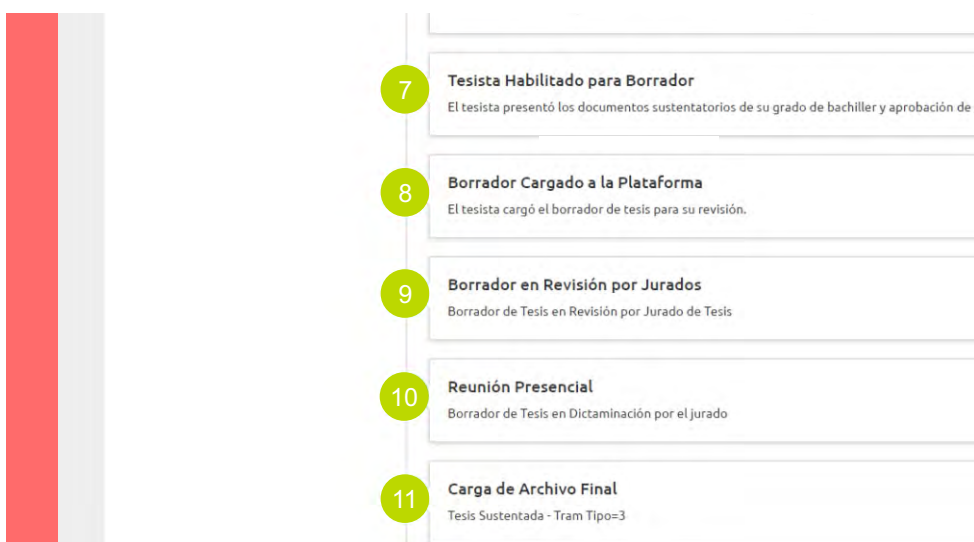 7
Tesista Habilitado para Borrador
El tesista presentó los documentos sustentatorios de su grado de bachiller y aprobación de
8
Borrador Cargado a la Plataforma
El tesista cargó el borrador de tesis para su revisión.
9
Borrador en Revisión por Jurados
Borrador de Tesis en Revisión por Jurado de Tesis
10
Reunión Presencial
Borrador de Tesis en Dictaminación por el jurado
11
Carga de Archivo Final
Tesis Sustentada - Tram Tipo=3